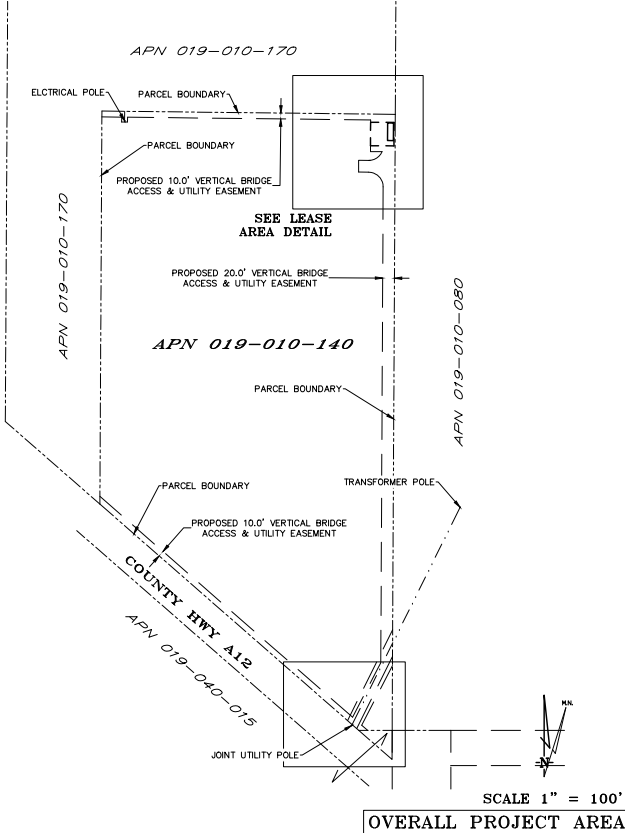 APN 019-010-170
ELCTRICAL POLE
PARCEL BOUNDARY
PARCEL BOUNDARY
PROPOSED 10.0' VERTICAL BRIDGE
ACCESS & UTILITY EASEMENT
SEE LEASE
AREA DETAIL
APN 019-010-170
PROPOSED 20.0' VERTICAL BRIDGE
ACCESS & UTILITY EASEMENT
APN 019-010-080
APN 019-010-140
PARCEL BOUNDARY
PARCEL BOUNDARY
TRANSFORMER POLE
PROPOSED 10.0' VERTICAL BRIDGE
ACCESS & UTILITY EASEMENT
COUNTY HWY A12
APN 019-040-015
JOINT UTILITY POLE
M.N.
N
SCALE 1" = 100'
OVERALL PROJECT AREA